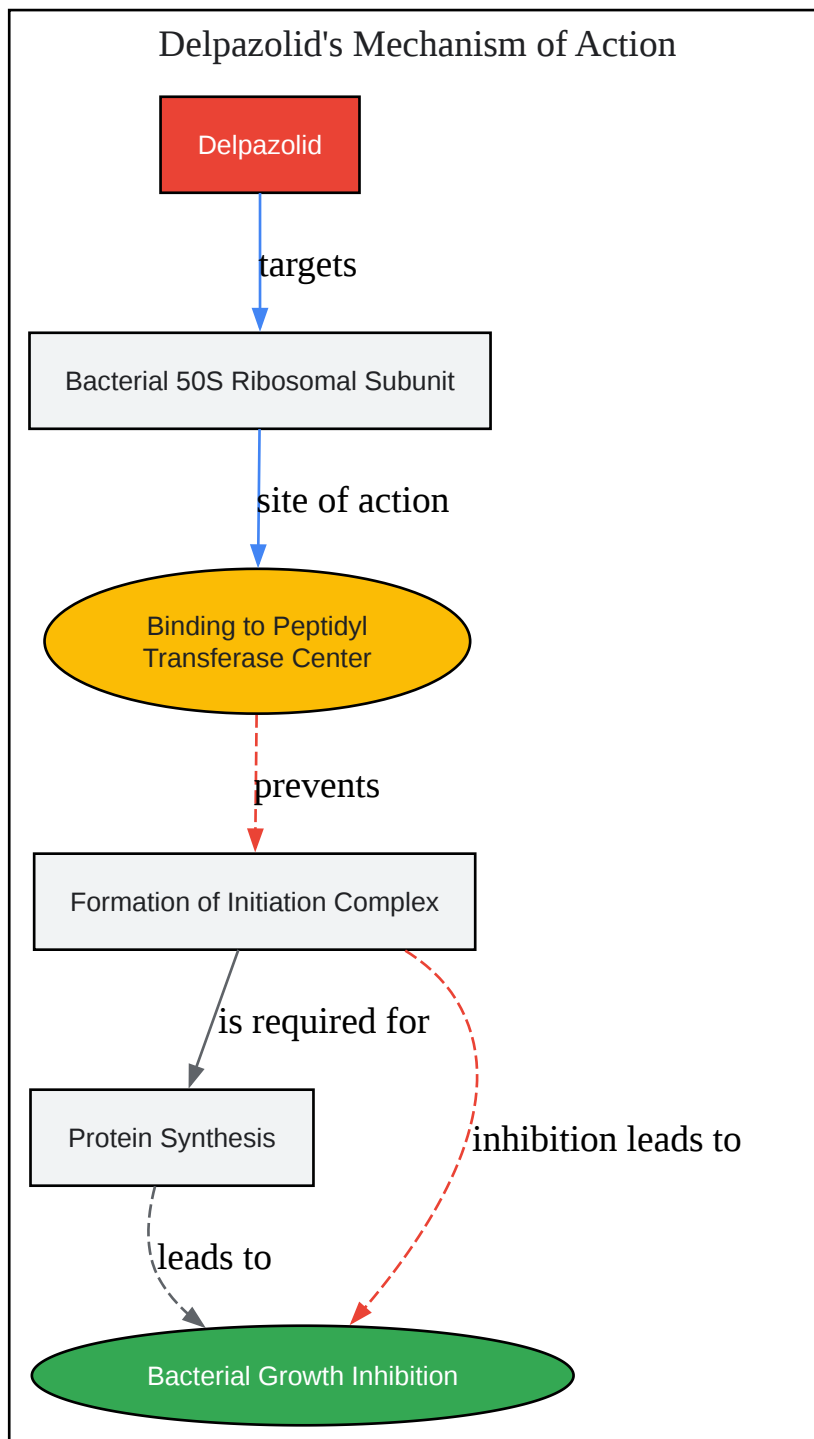 Delpazolid's Mechanism of Action
Delpazolid
targets
Bacterial 50S Ribosomal Subunit
site of action
Binding to Peptidyl
Transferase Center
prevents
Formation of Initiation Complex
is required for
Protein Synthesis
inhibition leads to
leads to
Bacterial Growth Inhibition